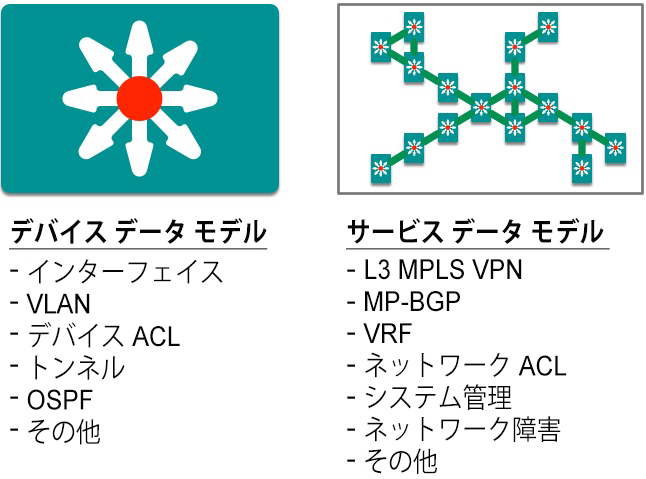 デバイス データ モデル
- インターフェイス
- VLAN
- デバイス ACL
- トンネル
- OSPF
- その他
サービス データ モデル
- L3 MPLS VPN
- MP-BGP
- VRF
- ネットワーク ACL
- システム管理
- ネットワーク障害
- その他